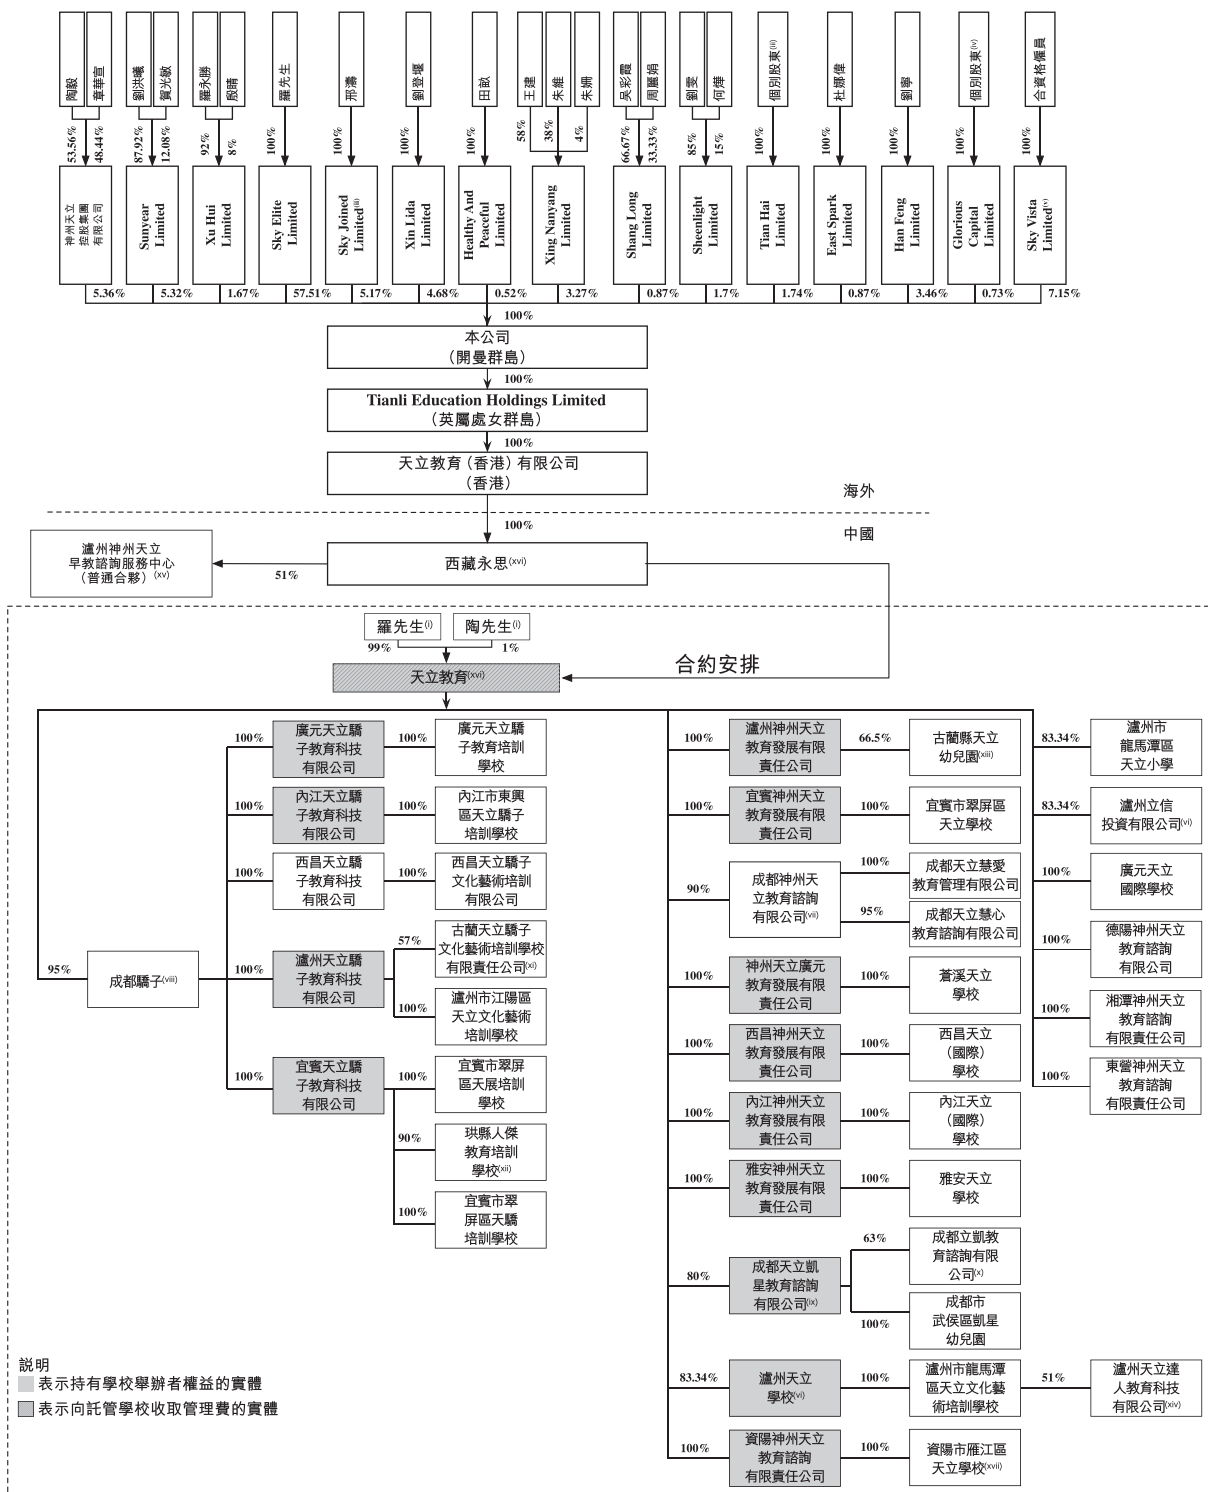 陶毅
章華宣
劉洪曦
賀光敏
羅永勝
殷睛
羅先生
邢濤
劉登堰
田畝
王建
朱維
朱姍
吳彩霞
周麗娟
劉雯
何燁
個別股東(iii)
杜娜偉
劉寧
個別股東(iv)
合資格僱員
53.56%
48.44%
87.92%
12.08%
92%
8%
100%
100%
100%
100%
58%
38%
4%
66.67%
33.33%
85%
15%
100%
100%
100%
100%
100%
神州天立
控股集團
有限公司
Sunyear
Limited
Xu Hui
Limited
Sky Elite
Limited
Sky Joined
Limited(ii)
Xin Lida
Limited
Healthy And
Peaceful
Limited
Xing Nanyang
Limited
Shang Long
Limited
Sheenlight
Limited
Tian Hai
Limited
East Spark
Limited
Han Feng
Limited
Glorious
Capital
Limited
Sky Vista
Limited(v)
5.36%
5.32%
1.67%
57.51%
5.17%
4.68%
0.52%
3.27%
0.87%
1.7%
1.74%
0.87%
3.46%
0.73%
7.15%
100%
本公司
（開曼群島）
100%
Tianli Education Holdings Limited
（英屬處女群島）
100%
天立教育（香港）有限公司
（香港）
海外
100%
中國
瀘州神州天立
早教諮詢服務中心
（普通合夥）(xv)
51%
西藏永思(xvi)
羅先生(i)
陶先生(i)
99%
1%
合約安排
天立教育(xvi)
95%
成都驕子(viii)
100%
廣元天立驕
子教育科技
有限公司
100%
廣元天立驕
子教育培訓
學校
100%
內江天立驕
子教育科技
有限公司
100%
內江市東興
區天立驕子
培訓學校
100%
西昌天立驕
子教育科技
有限公司
100%
西昌天立驕子
文化藝術培訓
有限公司
100%
瀘州天立驕
子教育科技
有限公司
57%
古藺天立驕子
文化藝術培訓學校
有限責任公司(xi)
100%
瀘州市江陽區
天立文化藝術
培訓學校
100%
宜賓天立驕
子教育科技
有限公司
100%
宜賓市翠屏
區天展培訓
學校
90%
珙縣人傑
教育培訓
學校(xii)
100%
宜賓市翠
屏區天驕
培訓學校
100%
瀘州神州天立
教育發展有限
責任公司
66.5%
古藺縣天立
幼兒園(xiii)
100%
宜賓神州天立
教育發展有限
責任公司
100%
宜賓市翠屏區
天立學校
90%
成都神州天
立教育諮詢
有限公司(vii)
100%
成都天立慧愛
教育管理有限公司
95%
成都天立慧心
教育諮詢有限公司
100%
神州天立廣元
教育發展有限
責任公司
100%
蒼溪天立
學校
100%
西昌神州天立
教育發展有限
責任公司
100%
西昌天立
（國際）
學校
100%
內江神州天立
教育發展有限
責任公司
100%
內江天立
（國際）
學校
100%
雅安神州天立
教育發展有限
責任公司
100%
雅安天立
學校
80%
成都天立凱
星教育諮詢
有限公司(ix)
63%
成都立凱教
育諮詢有限
公司(x)
100%
成都市
武侯區凱星
幼兒園
83.34%
瀘州天立
學校(vi)
100%
瀘州市龍馬潭
區天立文化藝
術培訓學校
51%
瀘州天立達
人教育科技
有限公司(xiv)
100%
資陽神州天立
教育諮詢
有限責任公司
100%
資陽市雁江區
天立學校(xvii)
83.34%
瀘州市
龍馬潭區
天立小學
83.34%
瀘州立信
投資有限公司(vi)
100%
廣元天立
國際學校
100%
德陽神州天立
教育諮詢
有限公司
100%
湘潭神州天立
教育諮詢
有限責任公司
100%
東營神州天立
教育諮詢
有限責任公司
說明
表示持有學校舉辦者權益的實體
表示向託管學校收取管理費的實體